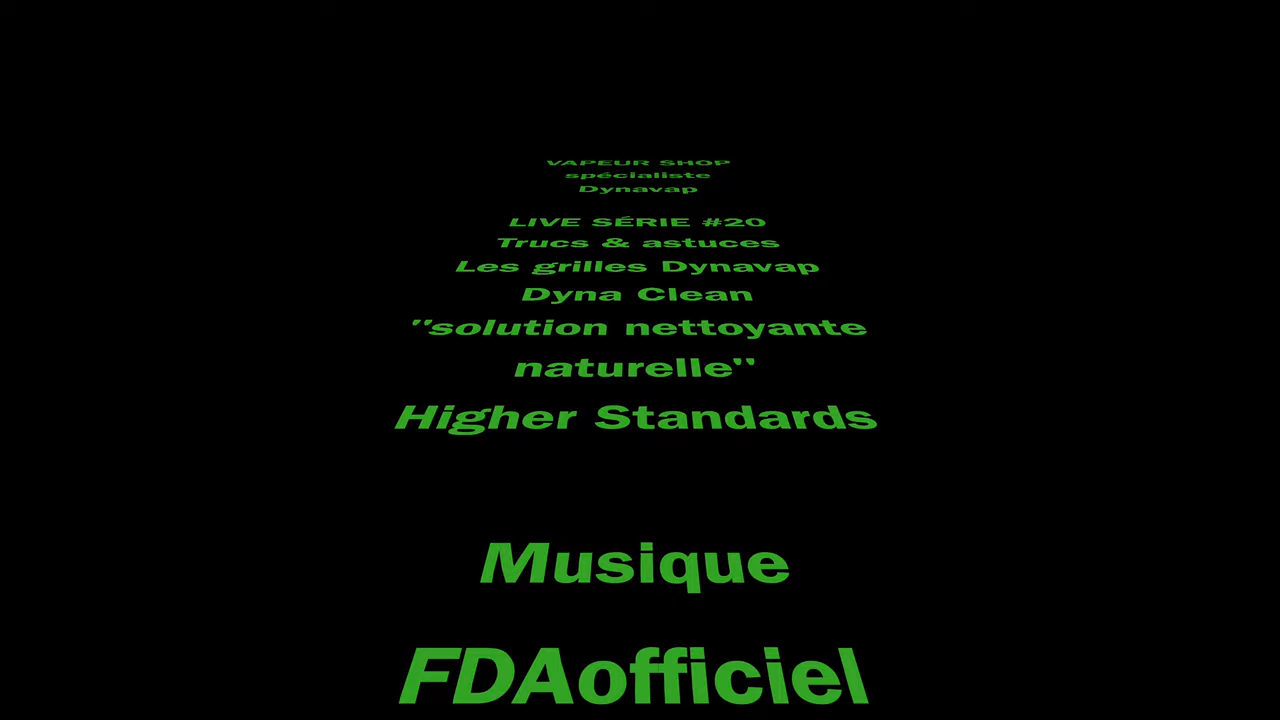 VAPEUR SHOP
spécialiste
Dynavap
LIVE SÉRIE #20
Trucs & astuces
Les grilles Dynavap
Dyna Clean
"solution nettoyante
naturelle"
Higher Standards
Musique
FDAofficiel